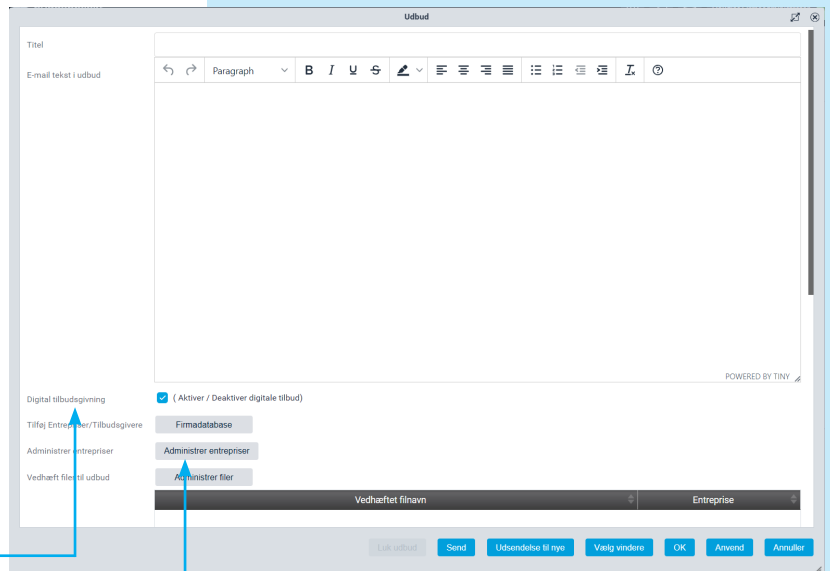 Udbud
Titel
E-mail tekst i udbud
Paragraph
B I U S
POWERED BY TINY
Digital tilbudsgivning
( Aktiver / Deaktiver digitale tilbud)
Tilføj Entrepriser/Tilbudsgivere
Firmadatabase
Administrer entrepriser
Administrer entrepriser
Vedhæft filer til udbud
Administrer filer
Vedhæftet filnavn
Entreprise
Luk udbud
Send
Udsendelse til nye
Vælg vindere
OK
Anvend
Annuller